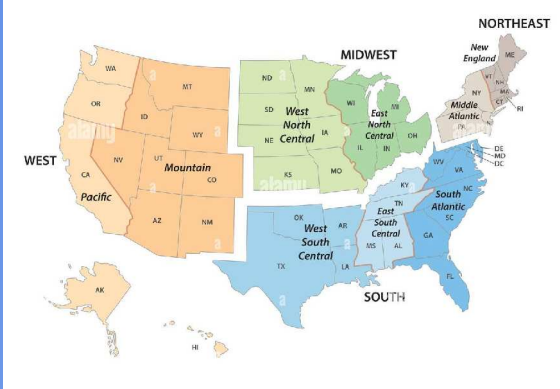 NORTHEAST
New
England
ME
VT
NH
MA
CT
RI
NY
Middle
Atlantic
PA
NJ
MIDWEST
ND
MN
SD
West
North
Central
NE
IA
KS
MO
WI
MI
East
North
Central
IL
IN
OH
WEST
WA
OR
CA
Pacific
MT
ID
WY
NV
UT
Mountain
CO
AZ
NM
AK
HI
SOUTH
OK
AR
West
South
Central
TX
LA
KY
TN
East
South
Central
MS
AL
DE
MD
DC
WV
VA
NC
South
Atlantic
SC
GA
FL
alamy
alamy
a
a
a
a
a
a